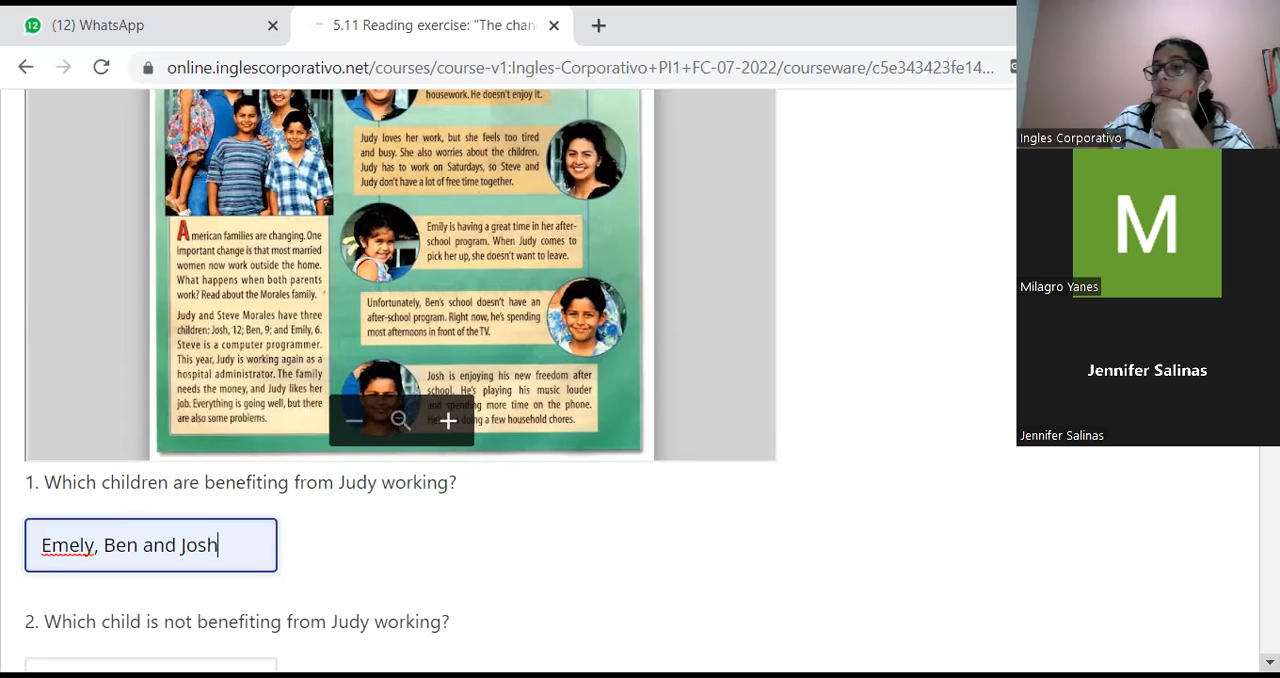 12
(12) WhatsApp
5.11 Reading exercise: "The chan
online.inglescorporativo.net/courses/course-v1:Ingles-Corporativo+PI1+FC-07-2022/courseware/c5e343423fe14...
housework. He doesn't enjoy it.
Judy loves her work, but she feels too tired
and busy. She also worries about the children.
Judy has to work on Saturdays, so Steve and
Judy don't have a lot of free time together.
American families are changing. One
important change is that most married
women now work outside the home.
What happens when both parents
work? Read about the Morales family.
Judy and Steve Morales have three
children: Josh, 12; Ben, 9; and Emily, 6.
Steve is a computer programmer.
This year, Judy is working again as a
hospital administrator. The family
needs the money, and Judy likes her
job. Everything is going well, but there
are also some problems.
Emily is having a great time in her after-
school program. When Judy comes to
pick her up, she doesn't want to leave.
Unfortunately, Ben's school doesn't have an
after-school program. Right now, he's spending
most afternoons in front of the TV.
Josh is enjoying his new freedom after
school. He's playing his music louder
and spending more time on the phone.
doing a few household chores.
1. Which children are benefiting from Judy working?
Emely, Ben and Josh
2. Which child is not benefiting from Judy working?
Ingles Corporativo
M
Milagro Yanes
Jennifer Salinas
Jennifer Salinas